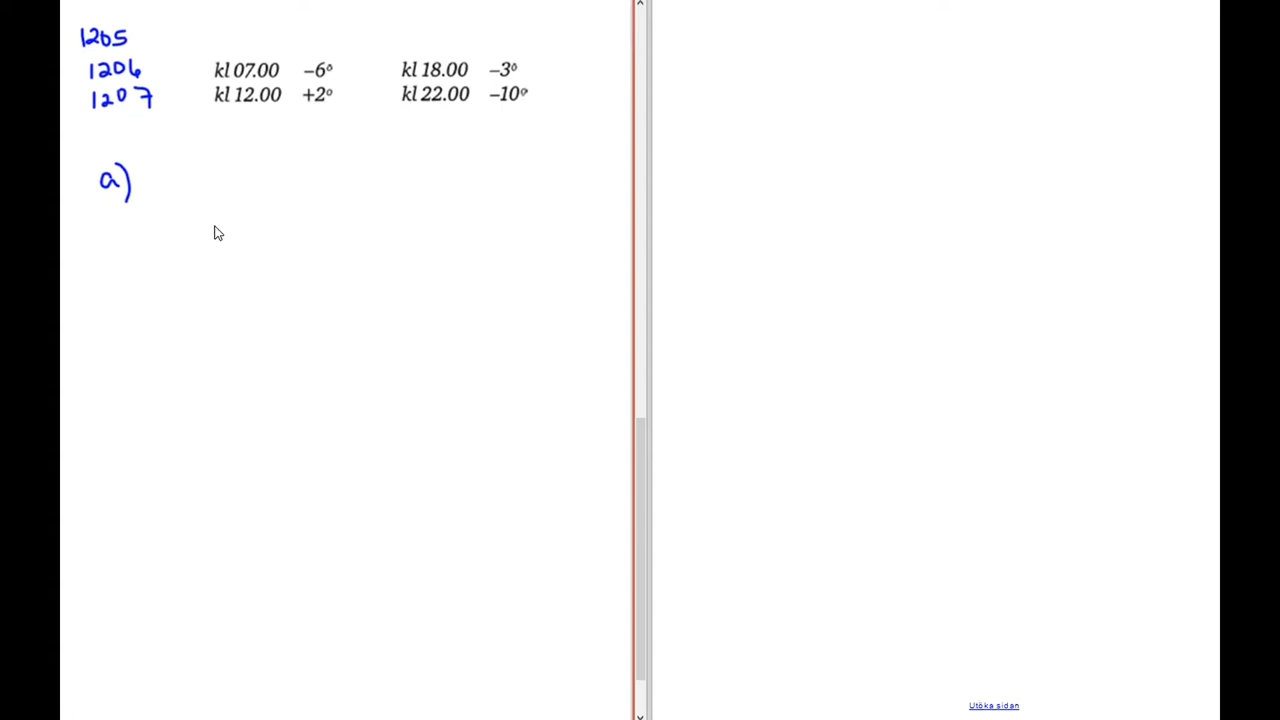 1205
1206
1207
kl 07.00 –6° kl 18.00 –3°
kl 12.00 +2° kl 22.00 –10°
a)
Utöka sidan